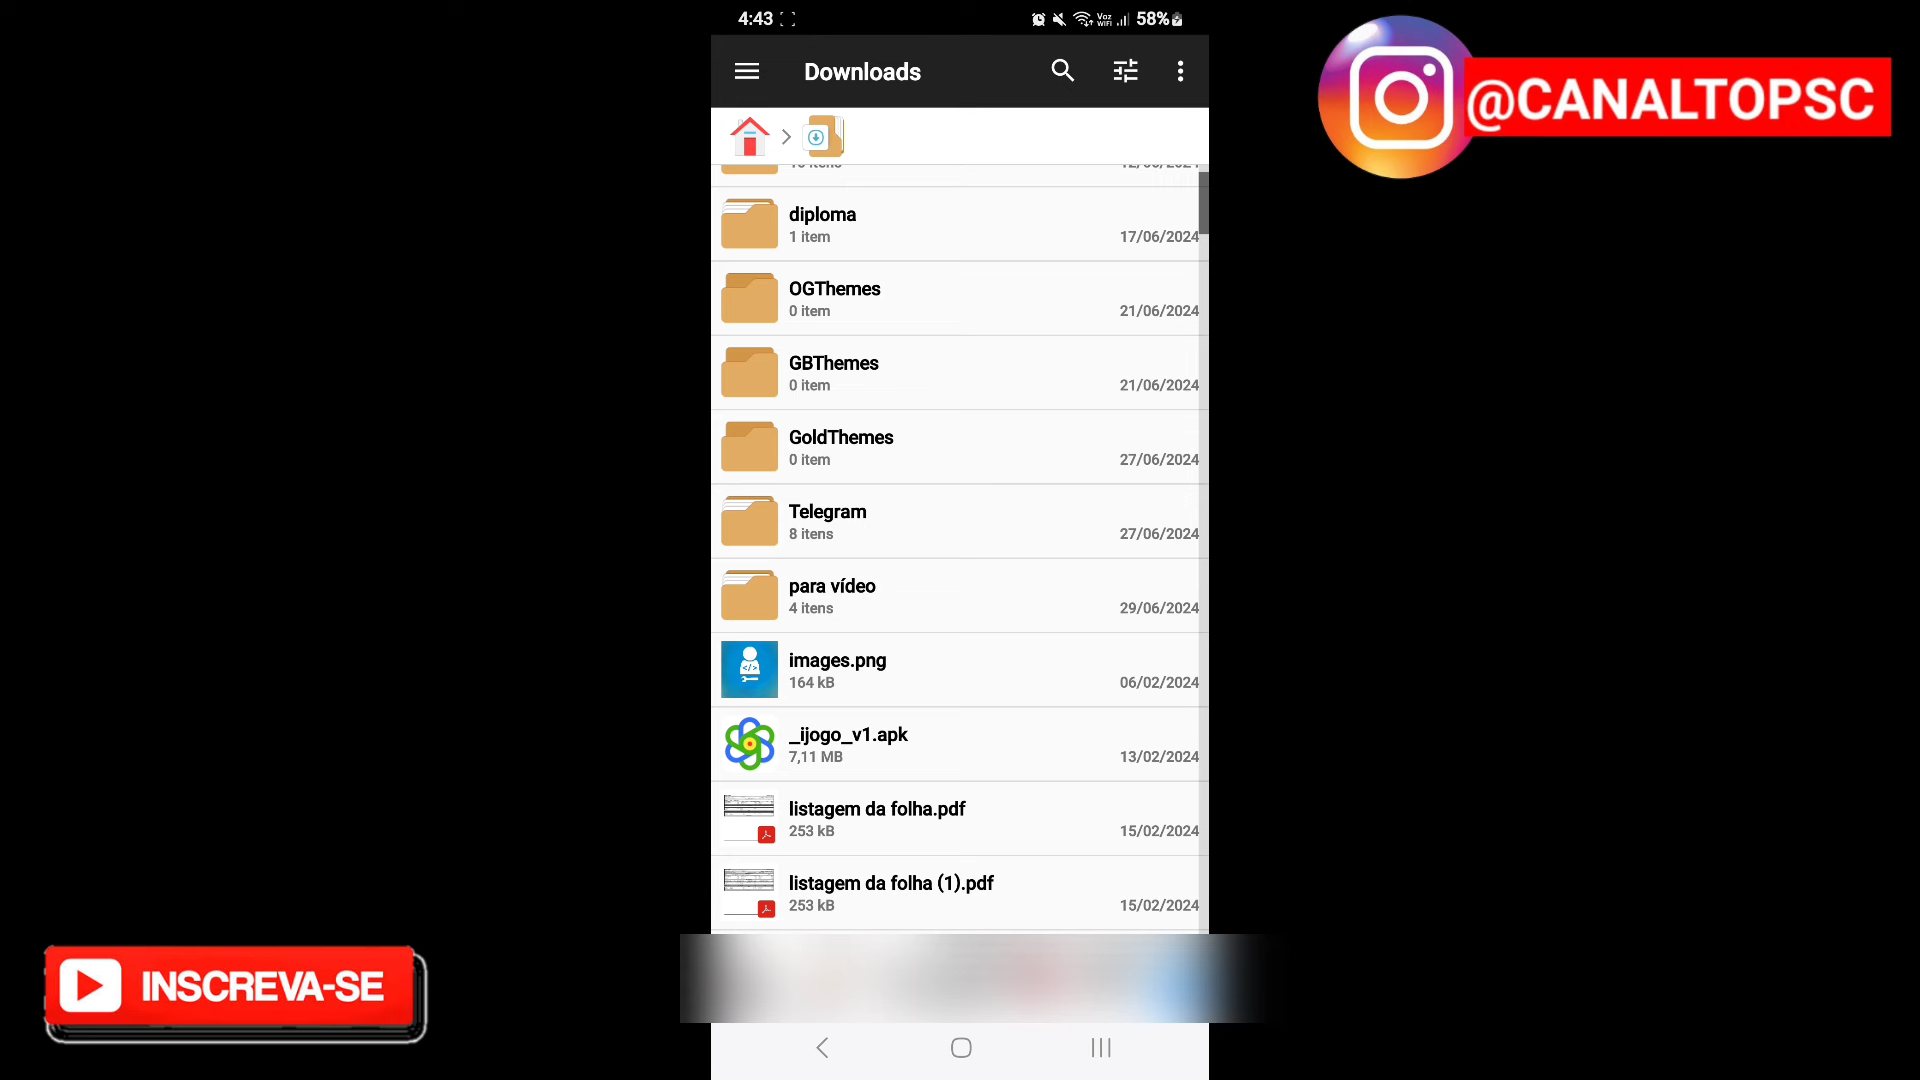 4:43
Voz
WiFi
58%
Downloads
@CANALTOPSC
diploma
1 item
17/06/2024
OGThemes
0 item
21/06/2024
GBThemes
0 item
21/06/2024
GoldThemes
0 item
27/06/2024
Telegram
8 itens
27/06/2024
para vídeo
4 itens
29/06/2024
images.png
164 kB
06/02/2024
_ijogo_v1.apk
7,11 MB
13/02/2024
listagem da folha.pdf
253 kB
15/02/2024
listagem da folha (1).pdf
253 kB
15/02/2024
INSCREVA-SE